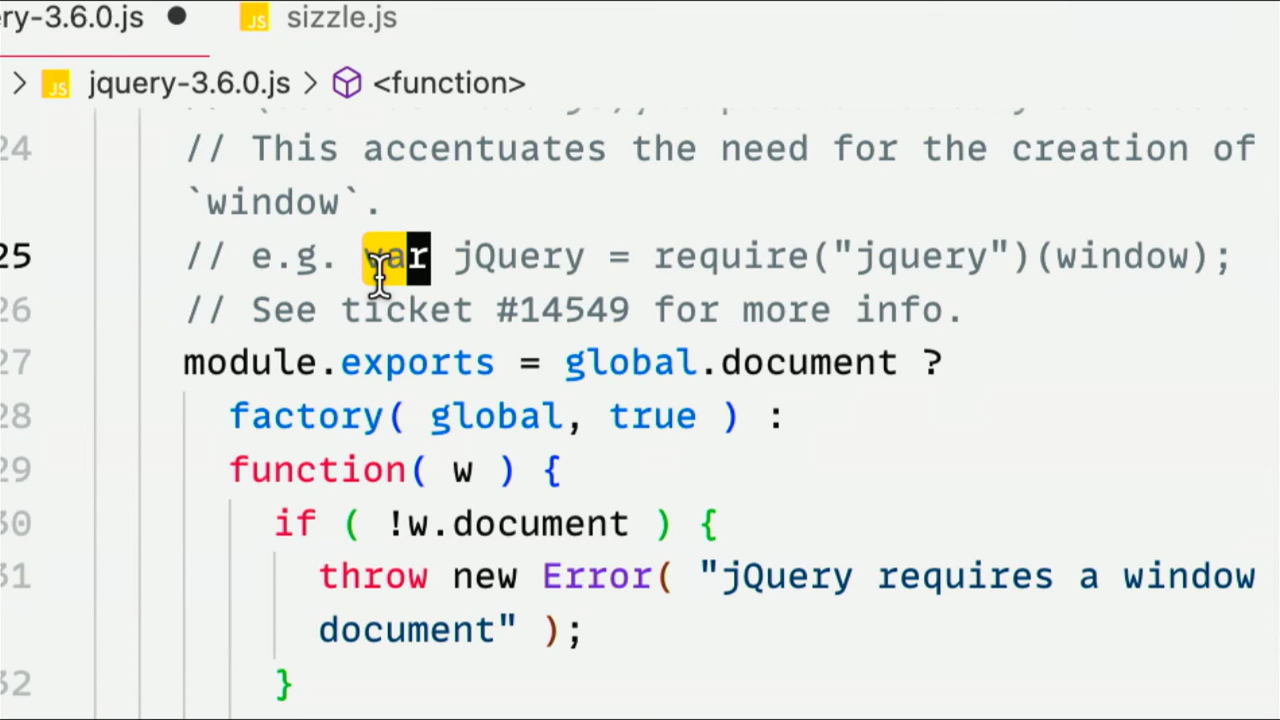 ry-3.6.0.js ● JS sizzle.js
> JS jquery-3.6.0.js > <function>
24 // This accentuates the need for the creation of
`window`.
25 // e.g. var jQuery = require("jquery")(window);
26 // See ticket #14549 for more info.
27 module.exports = global.document ?
28 factory( global, true ) :
29 function( w ) {
30 if ( !w.document ) {
31 throw new Error( "jQuery requires a window
document" );
32 }